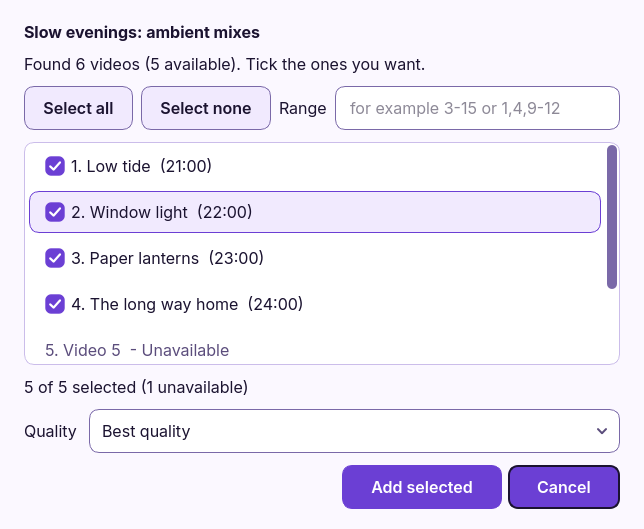 Slow evenings: ambient mixes
Found 6 videos (5 available). Tick the ones you want.
Select all Select none Range for example 3-15 or 1,4,9-12
1. Low tide (21:00)
2. Window light (22:00)
3. Paper lanterns (23:00)
4. The long way home (24:00)
5. Video 5 - Unavailable
5 of 5 selected (1 unavailable)
Quality Best quality
Add selected Cancel